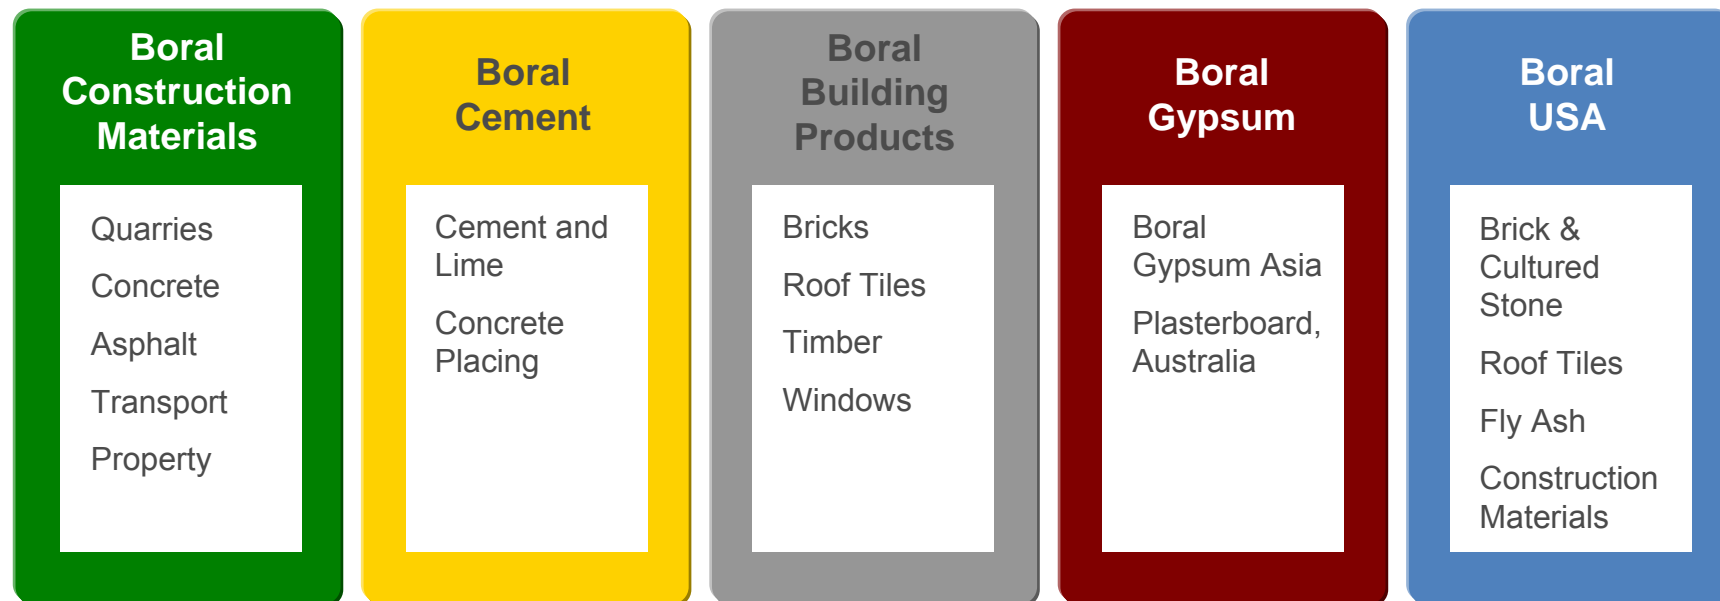 Boral
Construction
Materials
Quarries
Concrete
Asphalt
Transport
Property
Boral
Cement
Cement and
Lime
Concrete
Placing
Boral
Building
Products
Bricks
Roof Tiles
Timber
Windows
Boral
Gypsum
Boral
Gypsum Asia
Plasterboard,
Australia
Boral
USA
Brick &
Cultured
Stone
Roof Tiles
Fly Ash
Construction
Materials